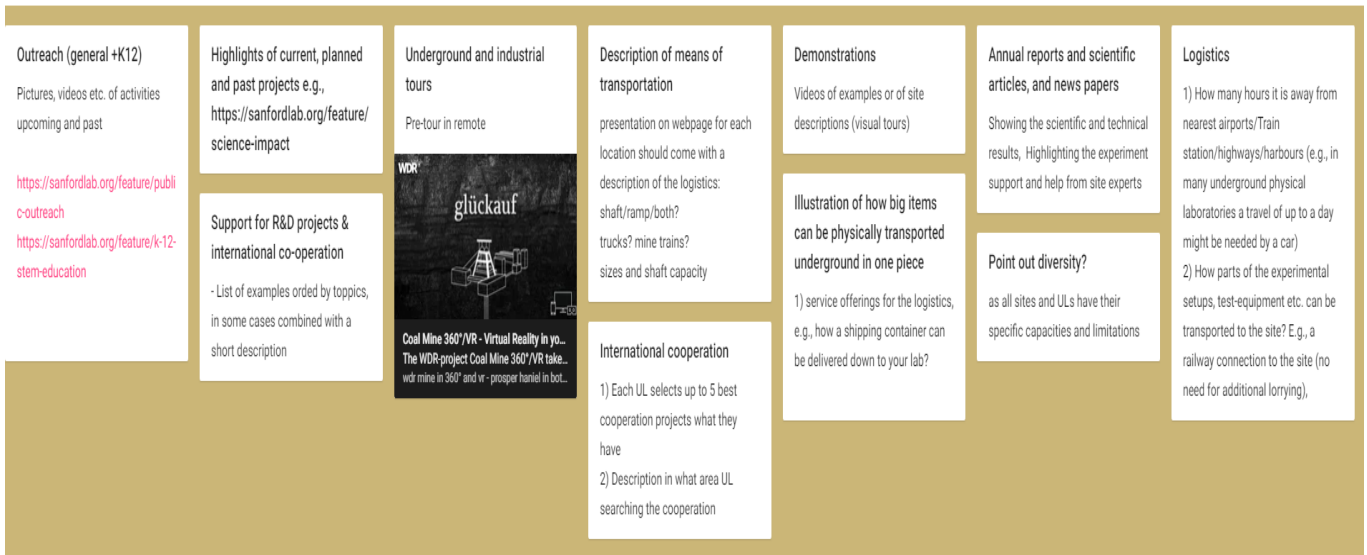 Outreach (general +K12)
Pictures, videos etc. of activities
upcoming and past
https://sanfordlab.org/feature/publi
c-outreach
https://sanfordlab.org/feature/k-12-
stem-education
Highlights of current, planned
and past projects e.g.,
https://sanfordlab.org/feature/
science-impact
Support for R&D projects &
international co-operation
- List of examples orded by toppics,
in some cases combined with a
short description
Underground and industrial
tours
Pre-tour in remote
WDR
glückauf
Coal Mine 360°/VR - Virtual Reality in yo...
The WDR-project Coal Mine 360°/VR take...
wdr mine in 360° and vr - prosper haniel in bot...
Description of means of
transportation
presentation on webpage for each
location should come with a
description of the logistics:
shaft/ramp/both?
trucks? mine trains?
sizes and shaft capacity
International cooperation
1) Each UL selects up to 5 best
cooperation projects what they
have
2) Description in what area UL
searching the cooperation
Demonstrations
Videos of examples or of site
descriptions (visual tours)
Illustration of how big items
can be physically transported
underground in one piece
1) service offerings for the logistics,
e.g., how a shipping container can
be delivered down to your lab?
Annual reports and scientific
articles, and news papers
Showing the scientific and technical
results, Highlighting the experiment
support and help from site experts
Point out diversity?
as all sites and ULs have their
specific capacities and limitations
Logistics
1) How many hours it is away from
nearest airports/Train
station/highways/harbours (e.g., in
many underground physical
laboratories a travel of up to a day
might be needed by a car)
2) How parts of the experimental
setups, test-equipment etc. can be
transported to the site? E.g., a
railway connection to the site (no
need for additional lorrying),